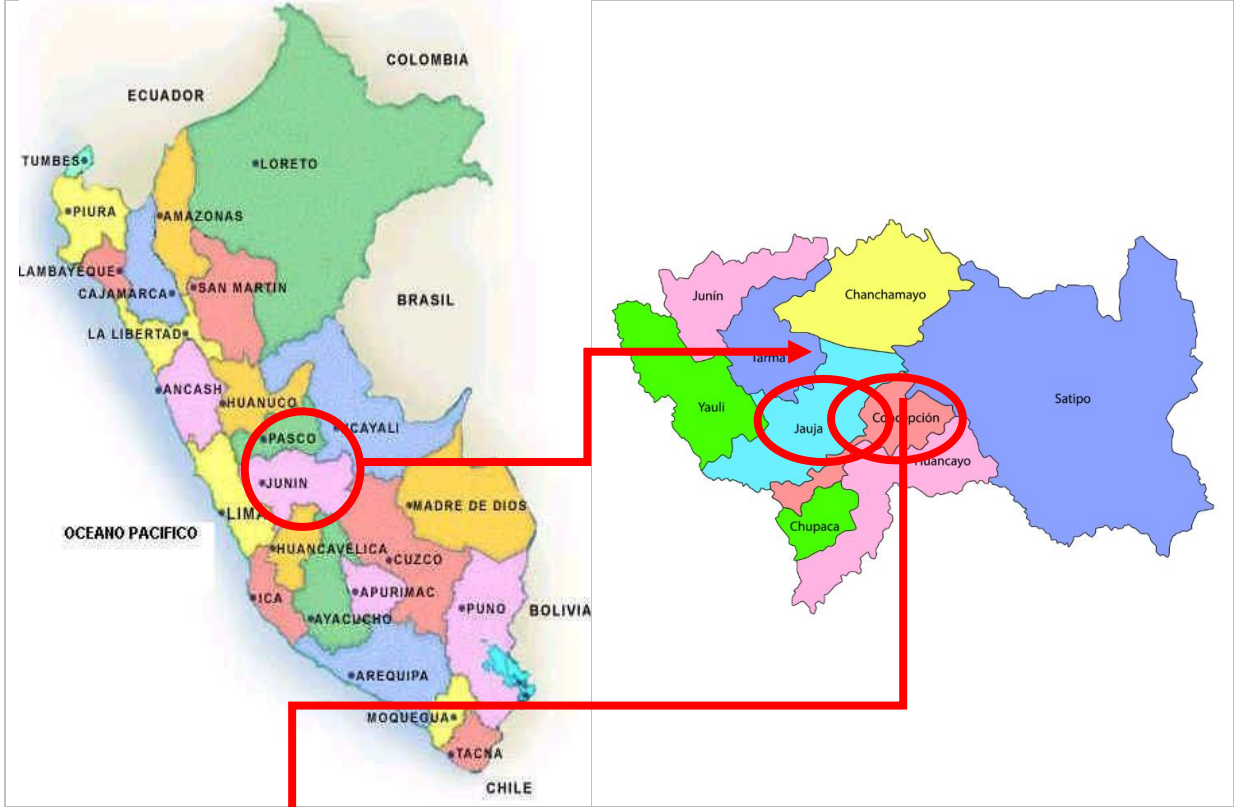 COLOMBIA
ECUADOR
TUMBES
LORETO
PIURA
AMAZONAS
LAMBAYEQUE
CAJAMARCA
SAN MARTIN
BRASIL
LA LIBERTAD
ANCASH
HUANUCO
PASCO
UCAYALI
JUNIN
LIMA
MADRE DE DIOS
OCEANO PACIFICO
HUANCAVELICA
CUZCO
ICA
APURIMAC
AYACUCHO
PUNO
BOLIVIA
AREQUIPA
MOQUEGUA
TACNA
CHILE
Junín
Chanchamayo
Tarma
Yauli
Jauja
Concepción
Satipo
Huancayo
Chupaca